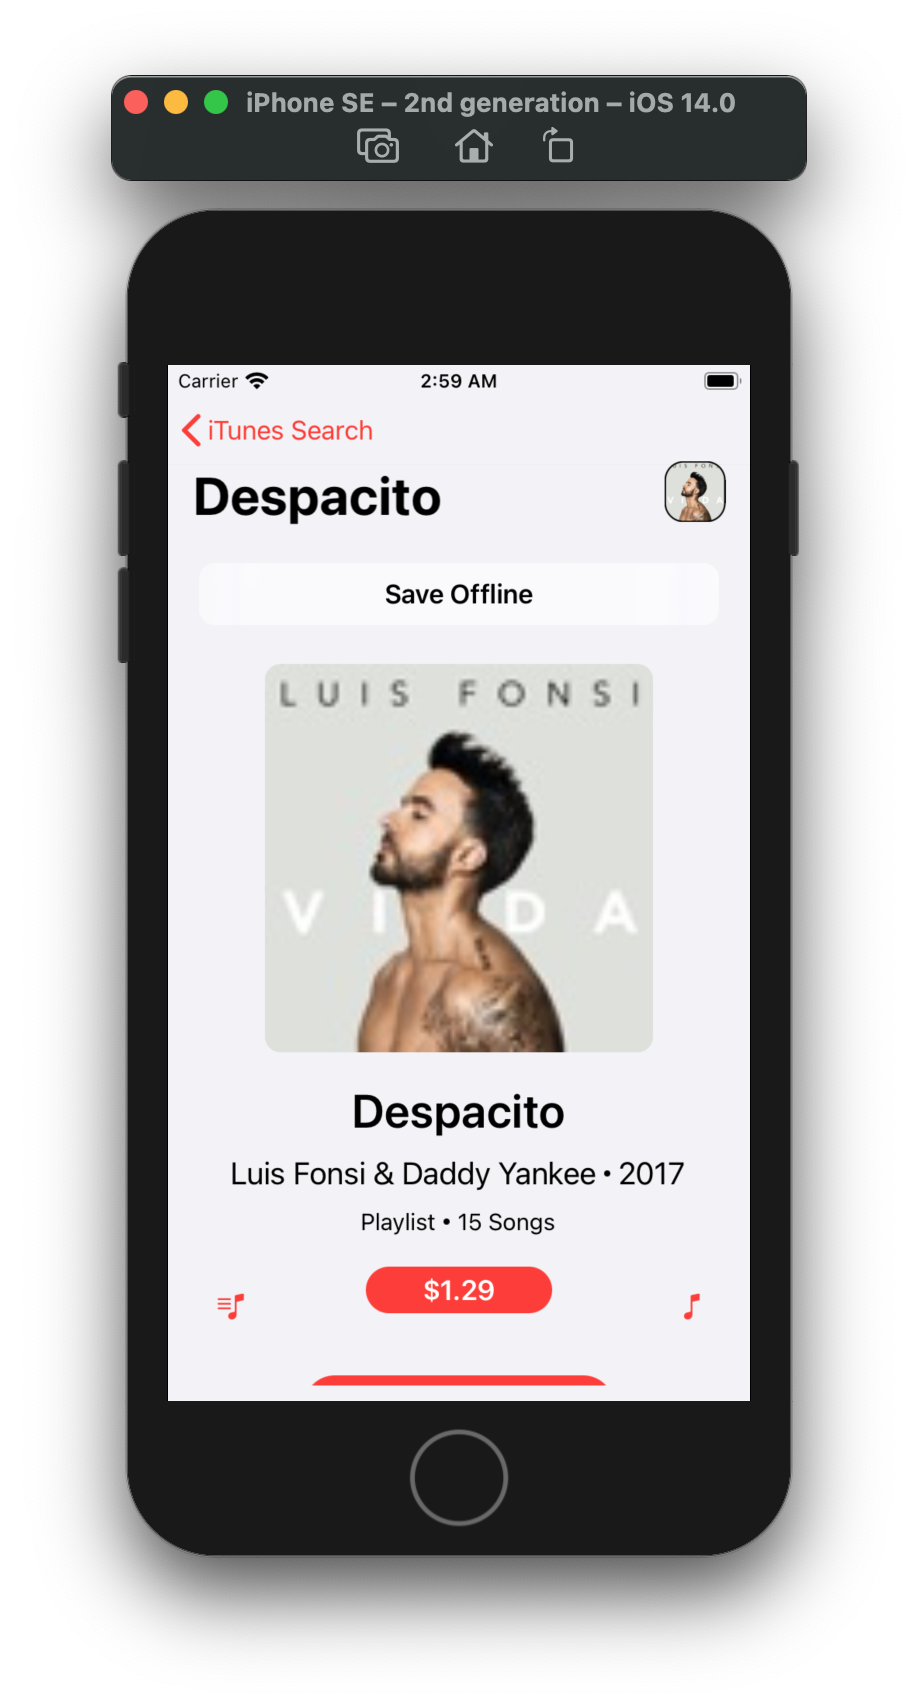 iPhone SE – 2nd generation – iOS 14.0
Carrier 2:59 AM
iTunes Search
Despacito
Save Offline
LUIS FONSI
VIDA
Despacito
Luis Fonsi & Daddy Yankee • 2017
Playlist • 15 Songs
$1.29